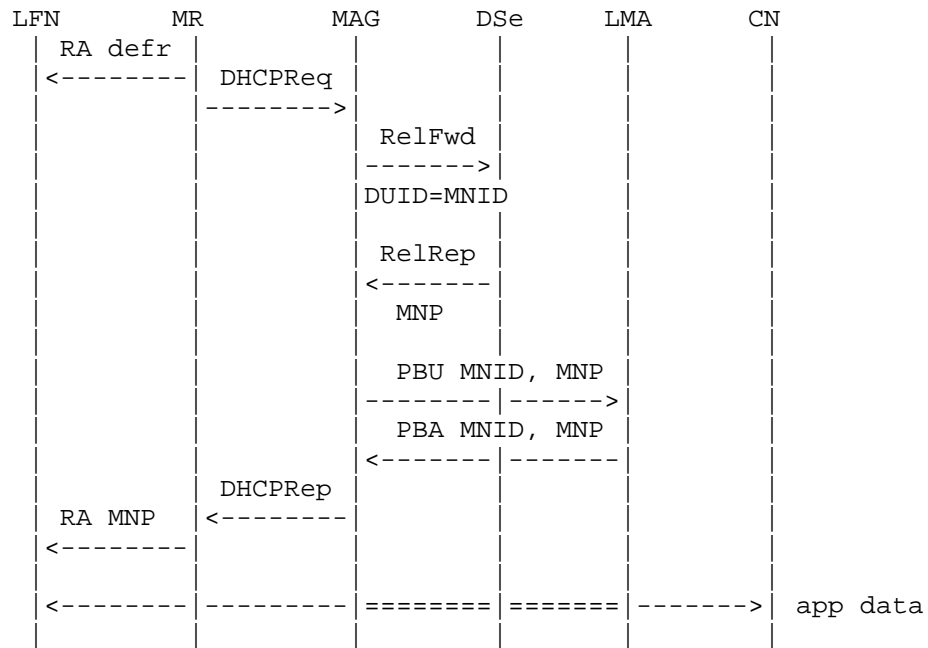 LFN MR MAG DSe LMA CN
RA defr
DHCPReq
RelFwd
DUID=MNID
RelRep
MNP
PBU MNID, MNP
PBA MNID, MNP
DHCPRep
RA MNP
app data